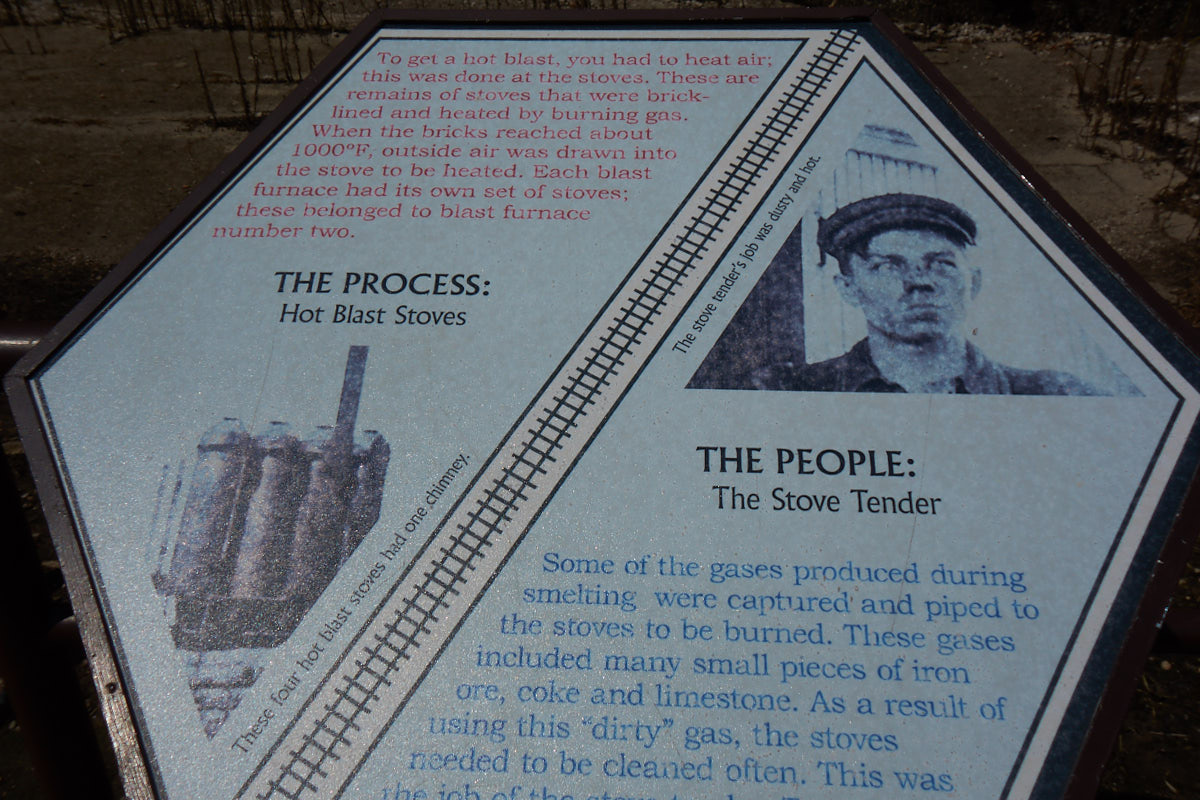 To get a hot blast, you had to heat air;
this was done at the stoves. These are
remains of stoves that were brick-
lined and heated by burning gas.
When the bricks reached about
1000°F, outside air was drawn into
the stove to be heated. Each blast
furnace had its own set of stoves;
these belonged to blast furnace
number two.
THE PROCESS:
Hot Blast Stoves
These four hot blast stoves had one chimney.
The stove tender's job was dusty and hot.
THE PEOPLE:
The Stove Tender
Some of the gases produced during
smelting were captured and piped to
the stoves to be burned. These gases
included many small pieces of iron
ore, coke and limestone. As a result of
using this "dirty" gas, the stoves
needed to be cleaned often. This was
the job of the stove tender.